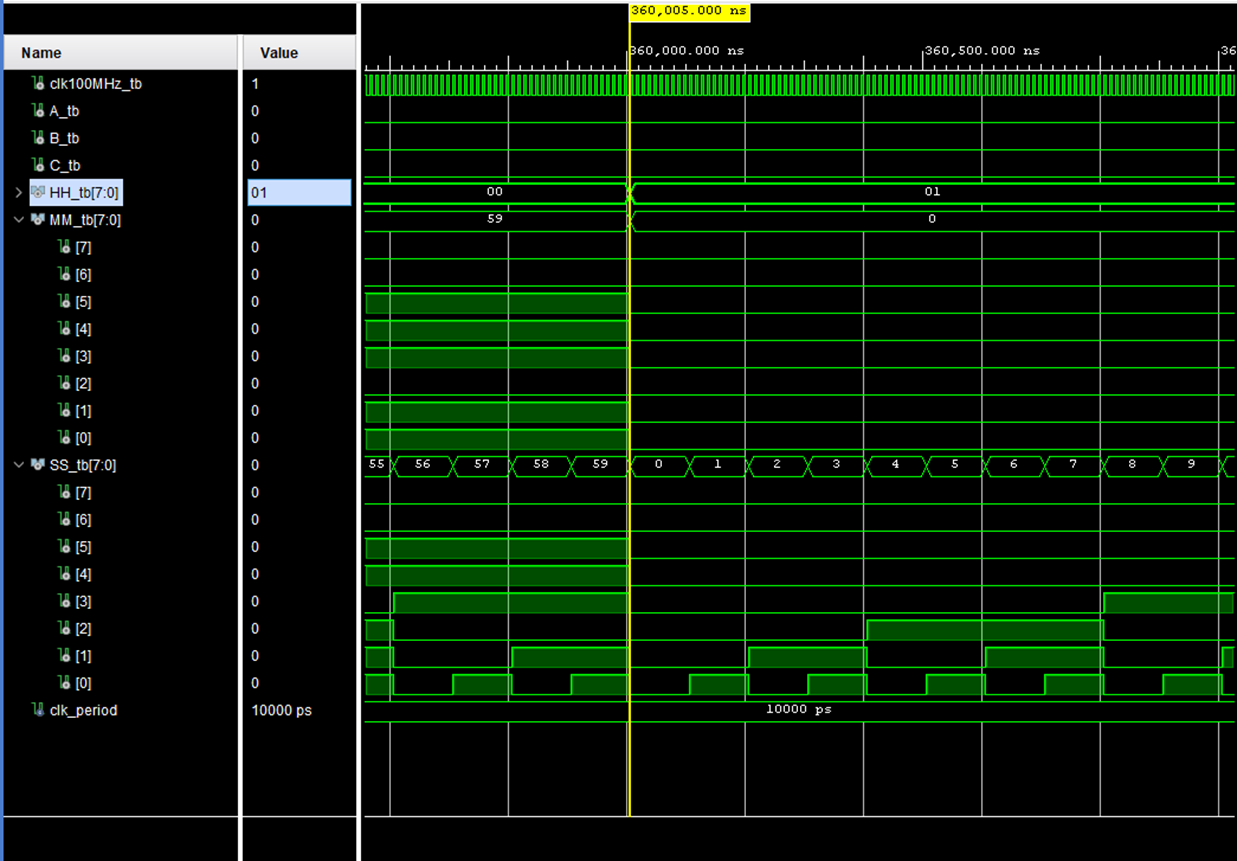 360,005.000 ns
Name Value
360,000.000 ns 360,500.000 ns 36
clk100MHz_tb 1
A_tb 0
B_tb 0
C_tb 0
HH_tb[7:0] 01 00 01
MM_tb[7:0] 0 59 0
[7] 0
[6] 0
[5] 0
[4] 0
[3] 0
[2] 0
[1] 0
[0] 0
SS_tb[7:0] 0 55 56 57 58 59 0 1 2 3 4 5 6 7 8 9
[7] 0
[6] 0
[5] 0
[4] 0
[3] 0
[2] 0
[1] 0
[0] 0
clk_period 10000 ps 10000 ps